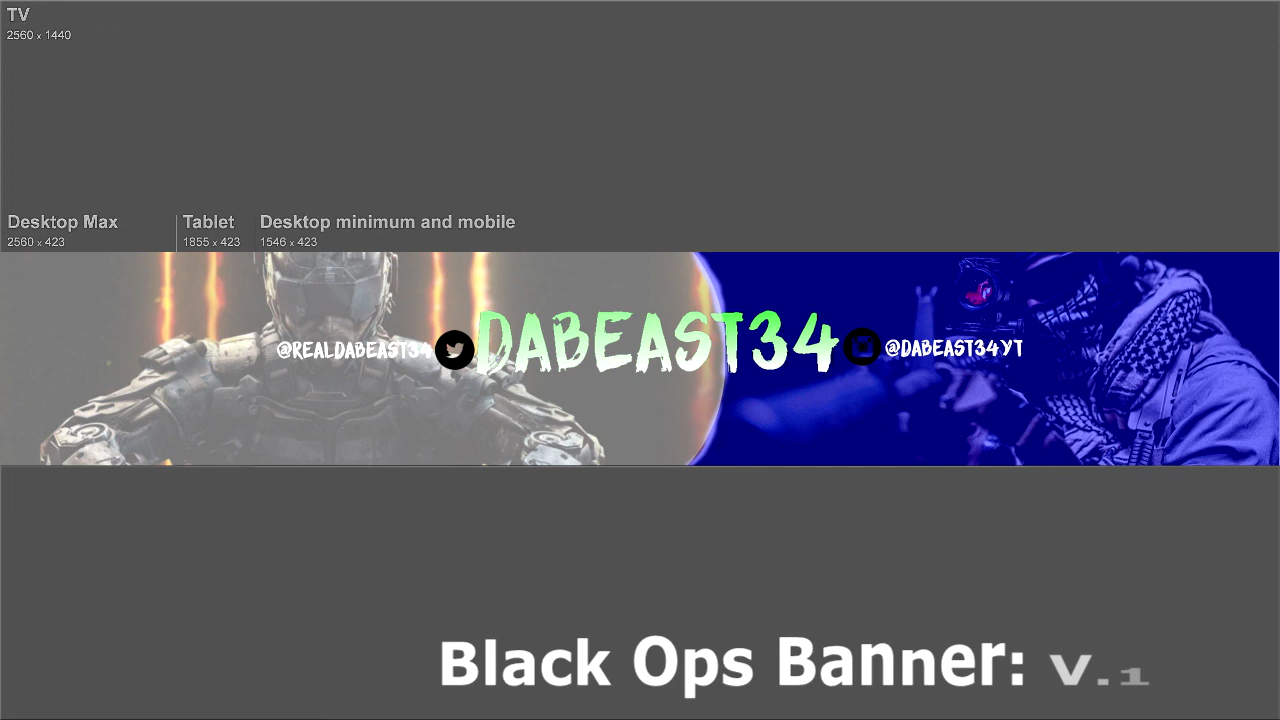 TV
2560 x 1440
Desktop Max
2560 x 423
Tablet
1855 x 423
Desktop minimum and mobile
1546 x 423
@REALDABEAST34
DABEAST34
@DABEAST34YT
Black Ops Banner: V.1